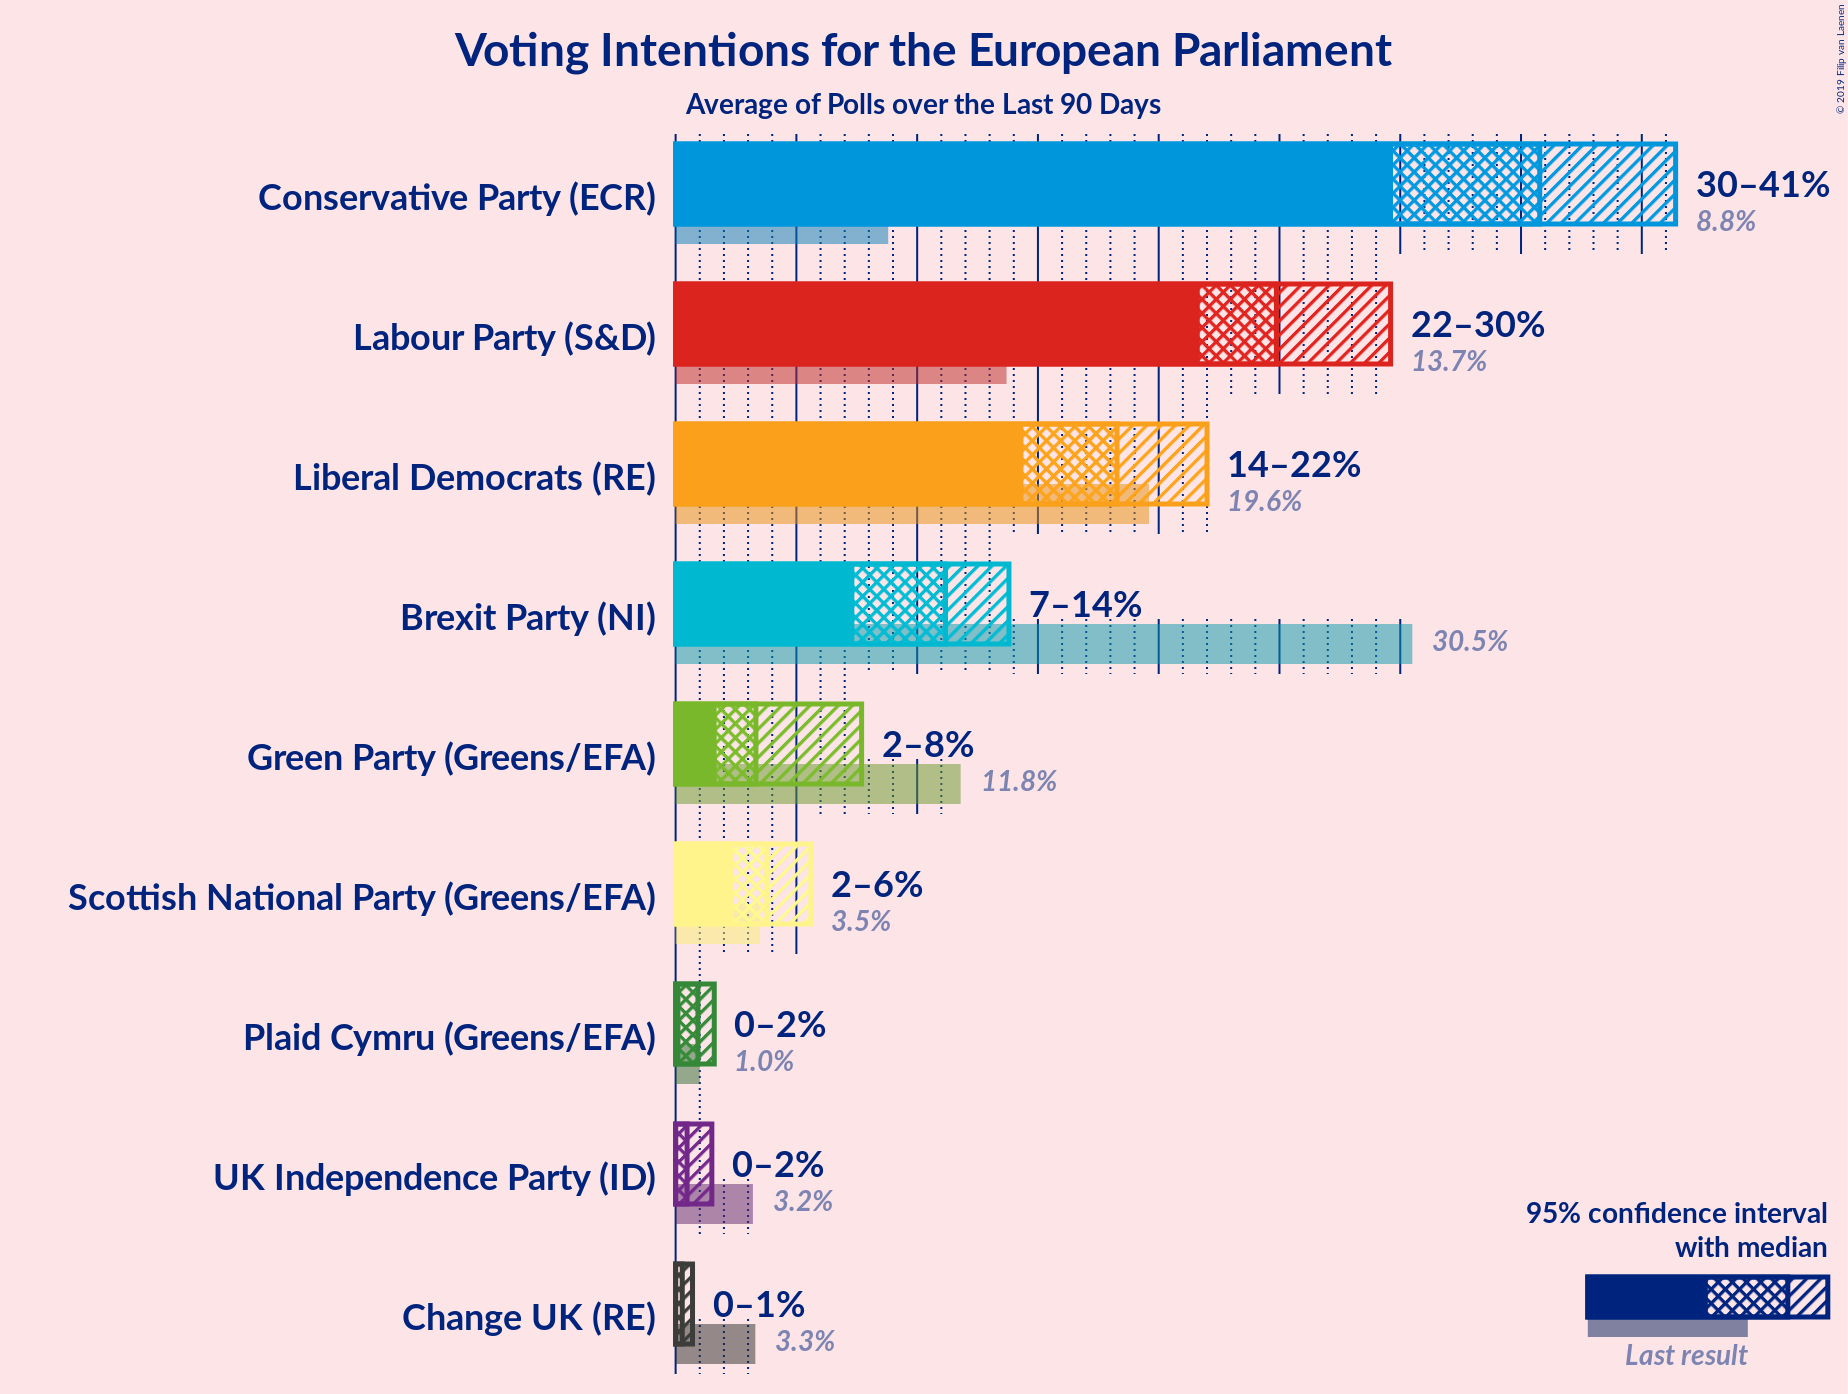 Voting Intentions for the European Parliament
Average of Polls over the Last 90 Days
© 2019 Filip van Laenen
Conservative Party (ECR)
30–41%
8.8%
Labour Party (S&D)
22–30%
13.7%
Liberal Democrats (RE)
14–22%
19.6%
Brexit Party (NI)
7–14%
30.5%
Green Party (Greens/EFA)
2–8%
11.8%
Scottish National Party (Greens/EFA)
2–6%
3.5%
Plaid Cymru (Greens/EFA)
0–2%
1.0%
UK Independence Party (ID)
0–2%
3.2%
Change UK (RE)
0–1%
3.3%
95% confidence interval
with median
Last result